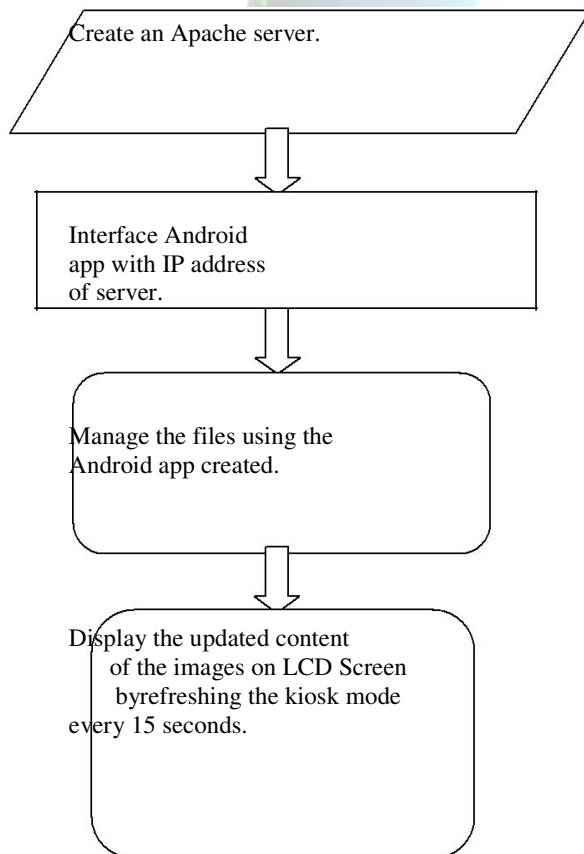 Create an Apache server.
Interface Android
app with IP address
of server.
Manage the files using the
Android app created.
Display the updated content
of the images on LCD Screen
byrefreshing the kiosk mode
every 15 seconds.